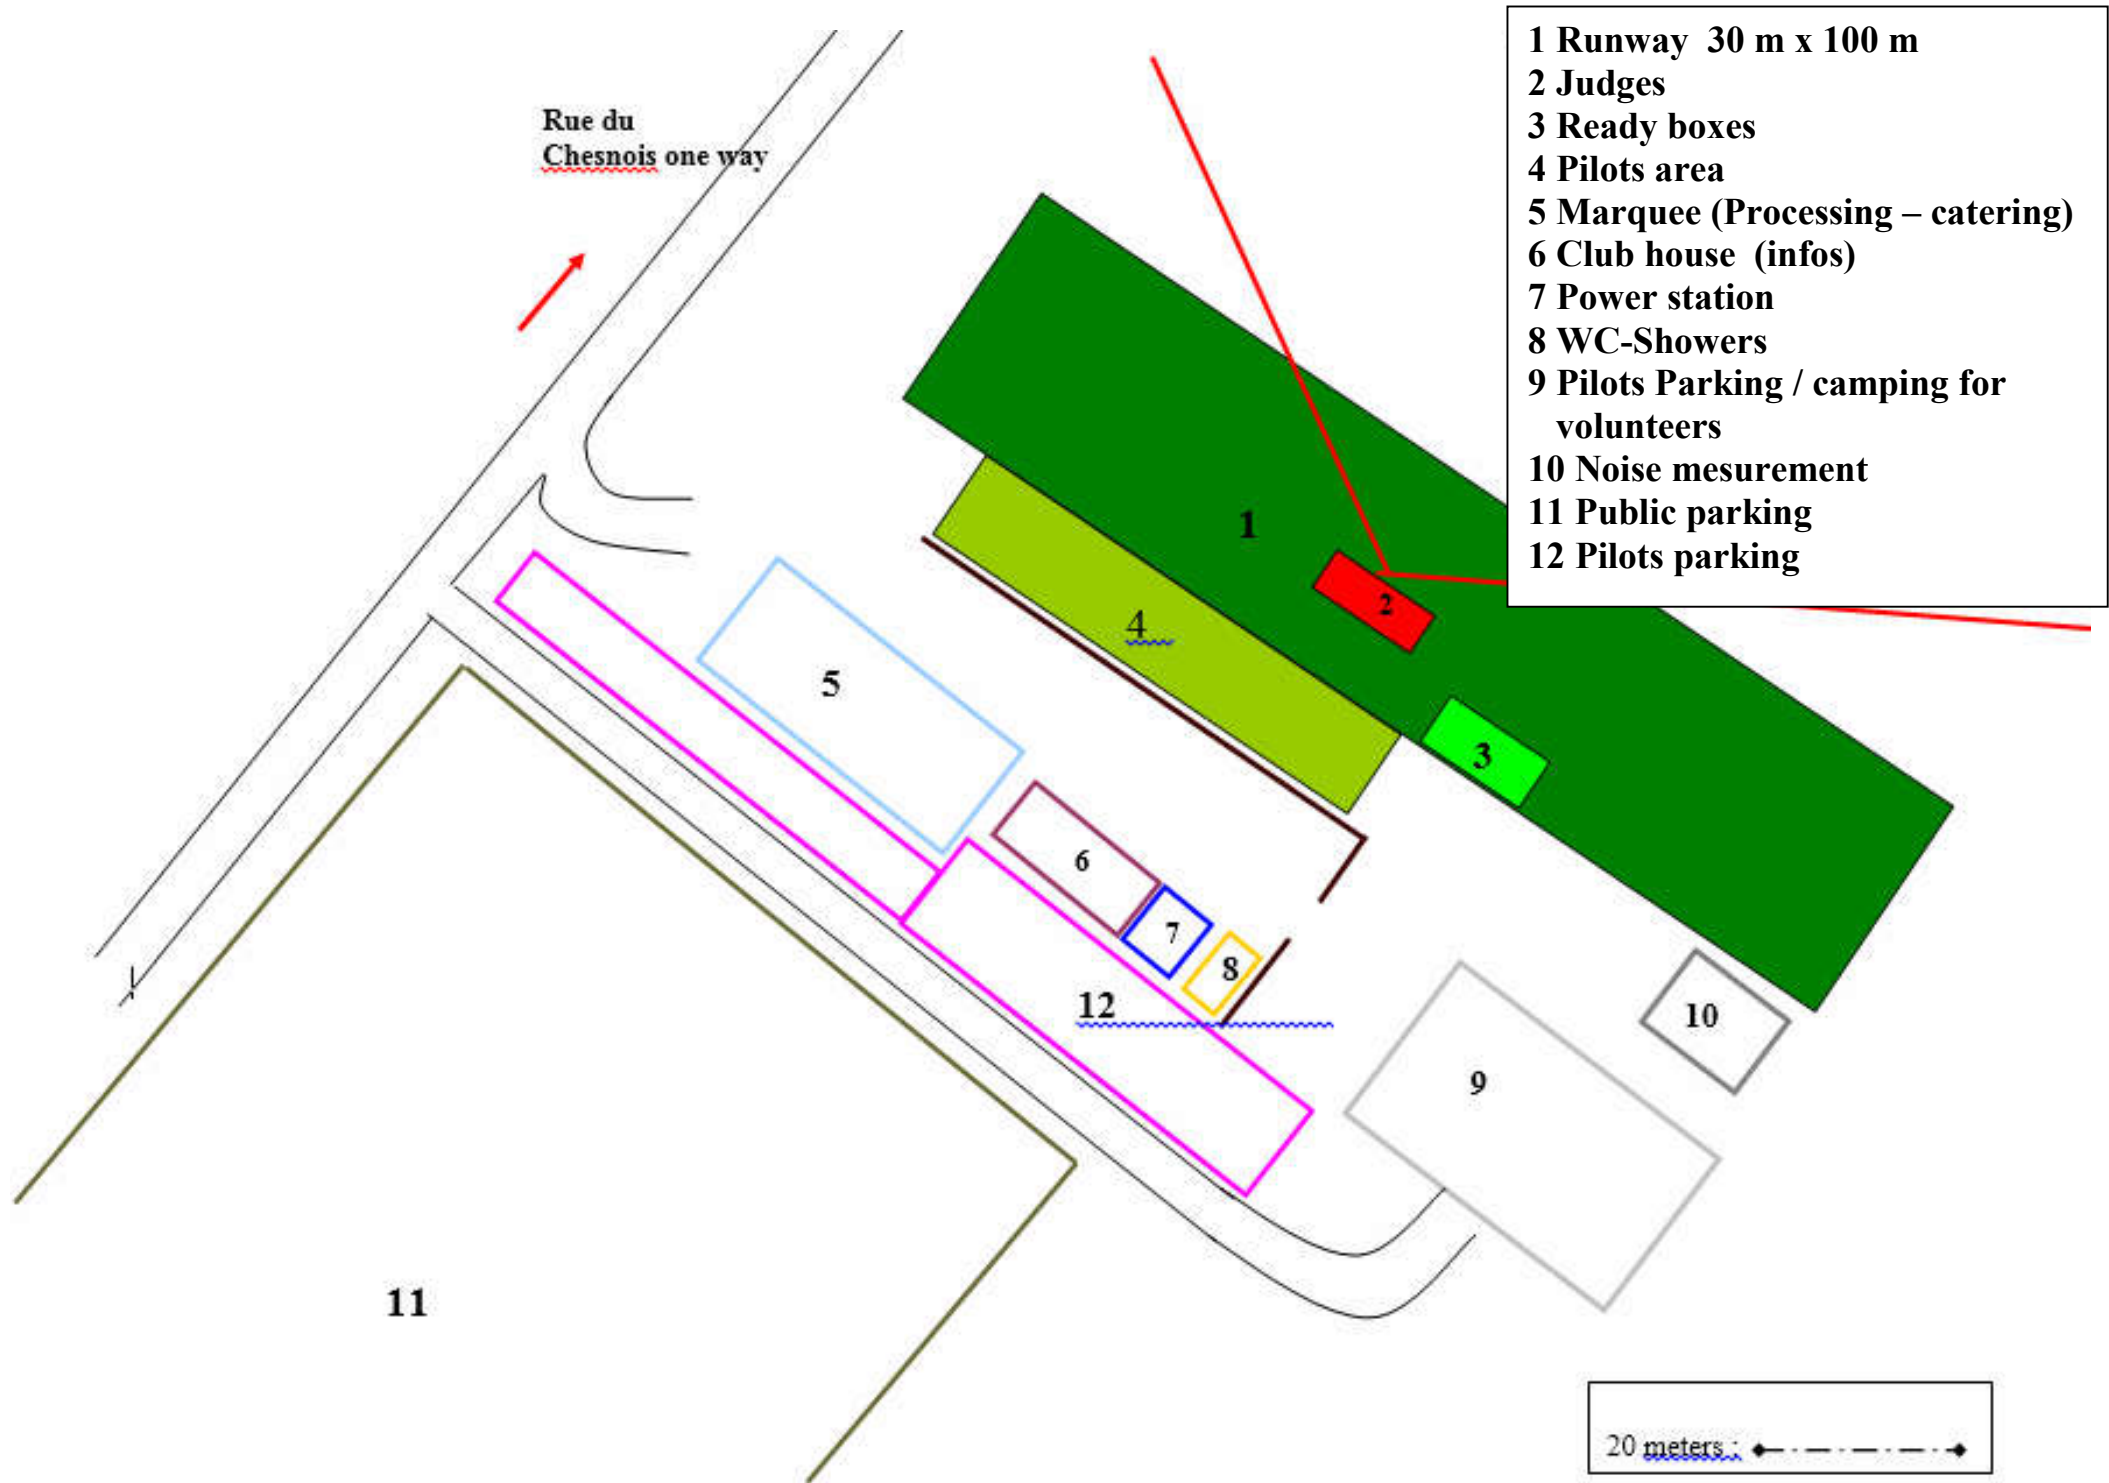 1 Runway 30 m x 100 m
2 Judges
3 Ready boxes
4 Pilots area
5 Marquee (Processing – catering)
6 Club house (infos)
7 Power station
8 WC-Showers
9 Pilots Parking / camping for
volunteers
10 Noise mesurement
11 Public parking
12 Pilots parking
Rue du
Chesnois one way
1
2
4
5
3
6
7
8
12
10
9
11
20 meters :